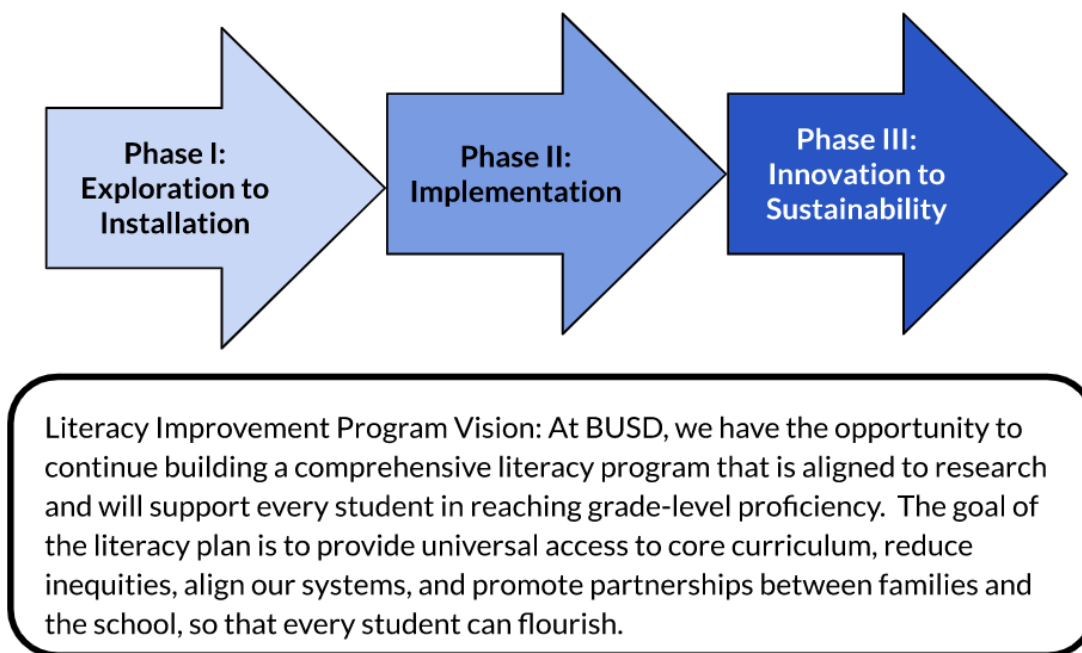 Phase I:
Exploration to
Installation
Phase II:
Implementation
Phase III:
Innovation to
Sustainability
Literacy Improvement Program Vision: At BUSD, we have the opportunity to
continue building a comprehensive literacy program that is aligned to research
and will support every student in reaching grade-level proficiency.  The goal of
the literacy plan is to provide universal access to core curriculum, reduce
inequities, align our systems, and promote partnerships between families and
the school, so that every student can flourish.